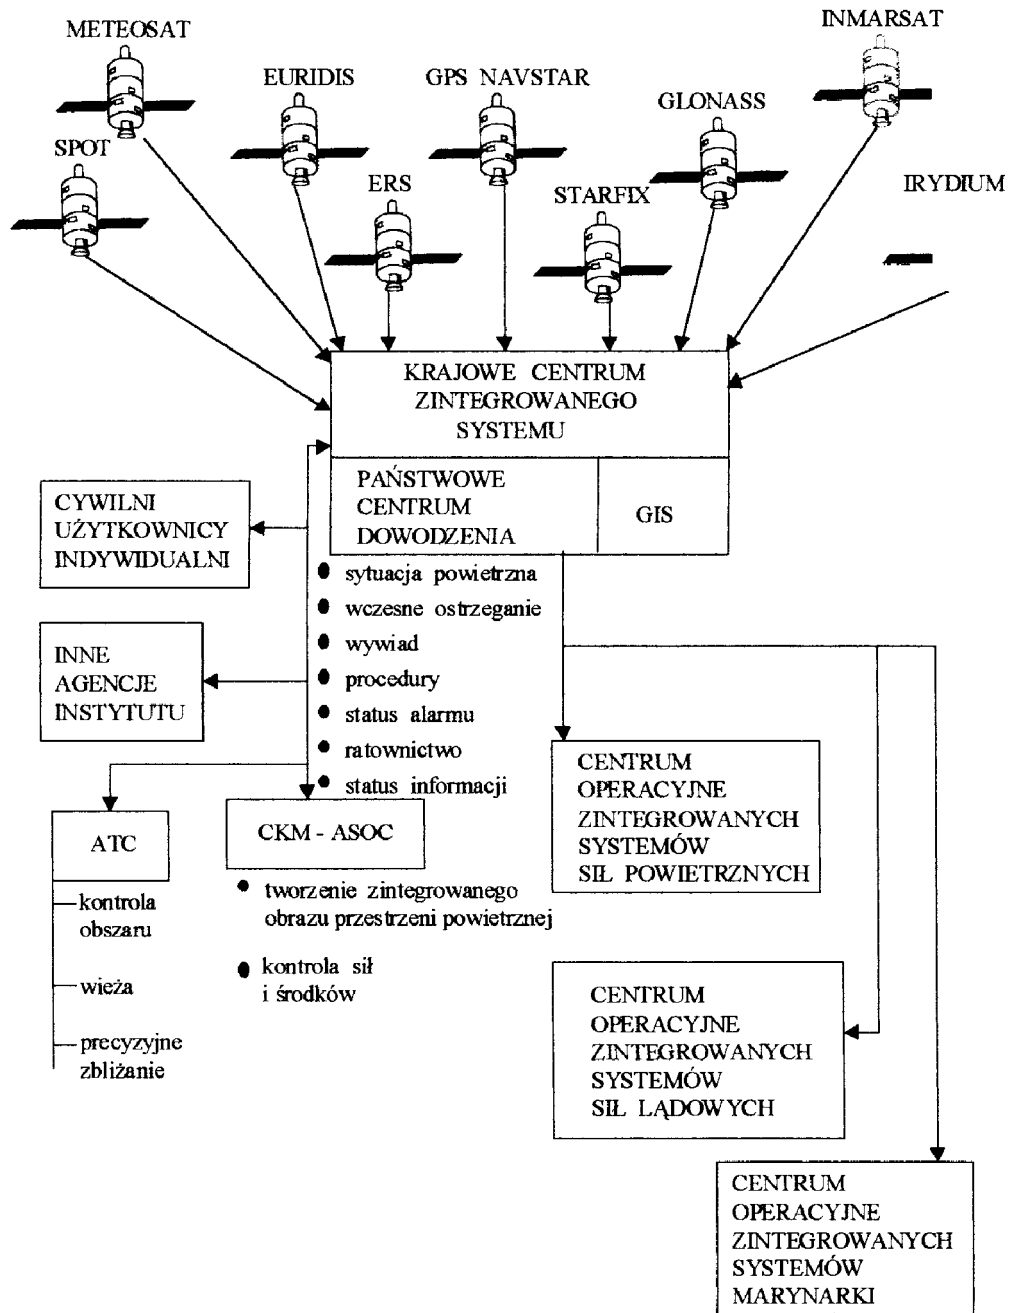 METEOSAT
INMARSAT
EURIDIS
GPS NAVSTAR
GLONASS
SPOT
ERS
STARFIX
IRYDIUM
KRAJOWE CENTRUM
ZINTEGROWANEGO
SYSTEMU
PAŃSTWOWE
CENTRUM
DOWODZENIA
GIS
CYWILNI
UŻYTKOWNICY
INDYWIDUALNI
INNE
AGENCJE
INSTYTUTU
• sytuacja powietrzna
• wczesne ostrzeganie
• wywiad
• procedury
• status alarmu
• ratownictwo
• status informacji
ATC
kontrola
obszaru
wieża
precyzyjne
zbliżanie
CKM - ASOC
• tworzenie zintegrowanego
obrazu przestrzeni powietrznej
• kontrola sił
i środków
CENTRUM
OPERACYJNE
ZINTEGROWANYCH
SYSTEMÓW
SIŁ POWIETRZNYCH
CENTRUM
OPERACYJNE
ZINTEGROWANYCH
SYSTEMÓW
SIŁ LĄDOWYCH
CENTRUM
OPERACYJNE
ZINTEGROWANYCH
SYSTEMÓW
MARYNARKI